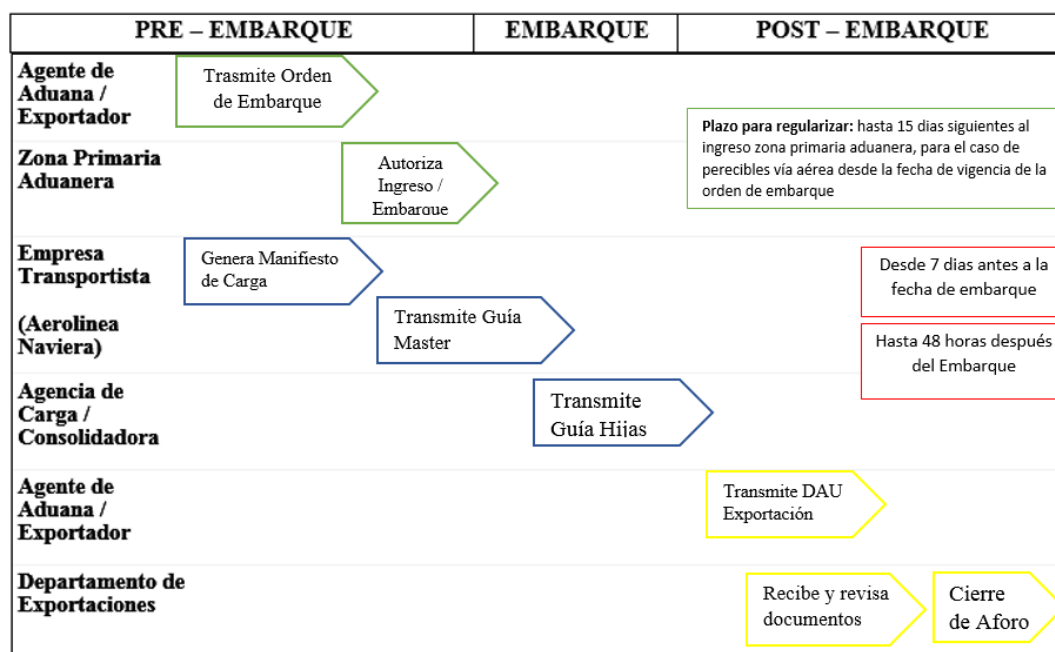 PRE – EMBARQUE
EMBARQUE
POST – EMBARQUE
Agente de
Aduana /
Exportador
Trasmite Orden
de Embarque
Plazo para regularizar: hasta 15 dias siguientes al
ingreso zona primaria aduanera, para el caso de
perecibles vía aérea desde la fecha de vigencia de la
orden de embarque
Zona Primaria
Aduanera
Autoriza
Ingreso /
Embarque
Empresa
Transportista
(Aerolinea
Naviera)
Genera Manifiesto
de Carga
Transmite Guía
Master
Desde 7 dias antes a la
fecha de embarque
Hasta 48 horas después
del Embarque
Agencia de
Carga /
Consolidadora
Transmite
Guía Hijas
Agente de
Aduana /
Exportador
Transmite DAU
Exportación
Departamento de
Exportaciones
Recibe y revisa
documentos
Cierre
de Aforo